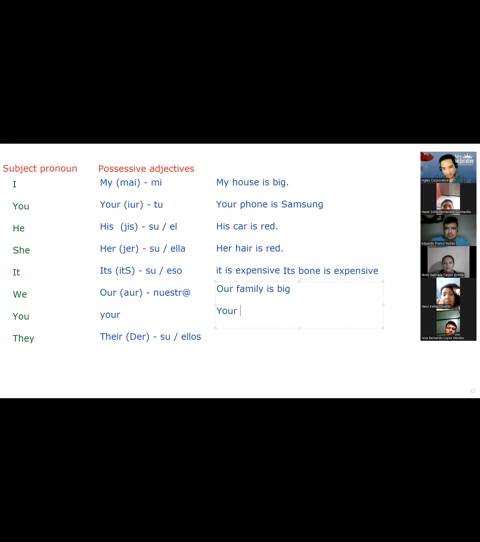 Subject pronoun Possessive adjectives
I My (mai) - mi My house is big.
You Your (iur) - tu Your phone is Samsung
He His (jis) - su / el His car is red.
She Her (jer) - su / ella Her hair is red.
It Its (itS) - su / eso it is expensive Its bone is expensive
We Our (aur) - nuestr@ Our family is big
You your Your
They Their (Der) - su / ellos